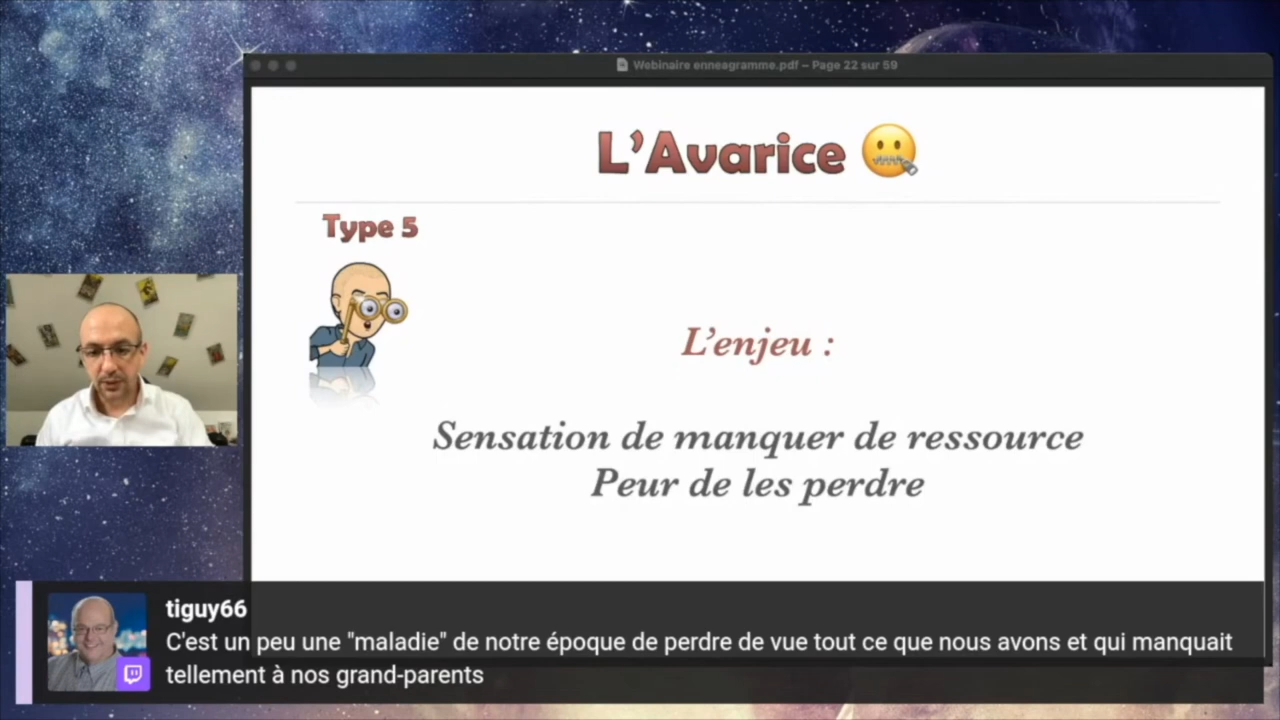 Webinaire enneagramme.pdf – Page 22 sur 59
L'Avarice
Type 5
L'enjeu :
Sensation de manquer de ressource
Peur de les perdre
tiguy66
C'est un peu une "maladie" de notre époque de perdre de vue tout ce que nous avons et qui manquait
tellement à nos grand-parents